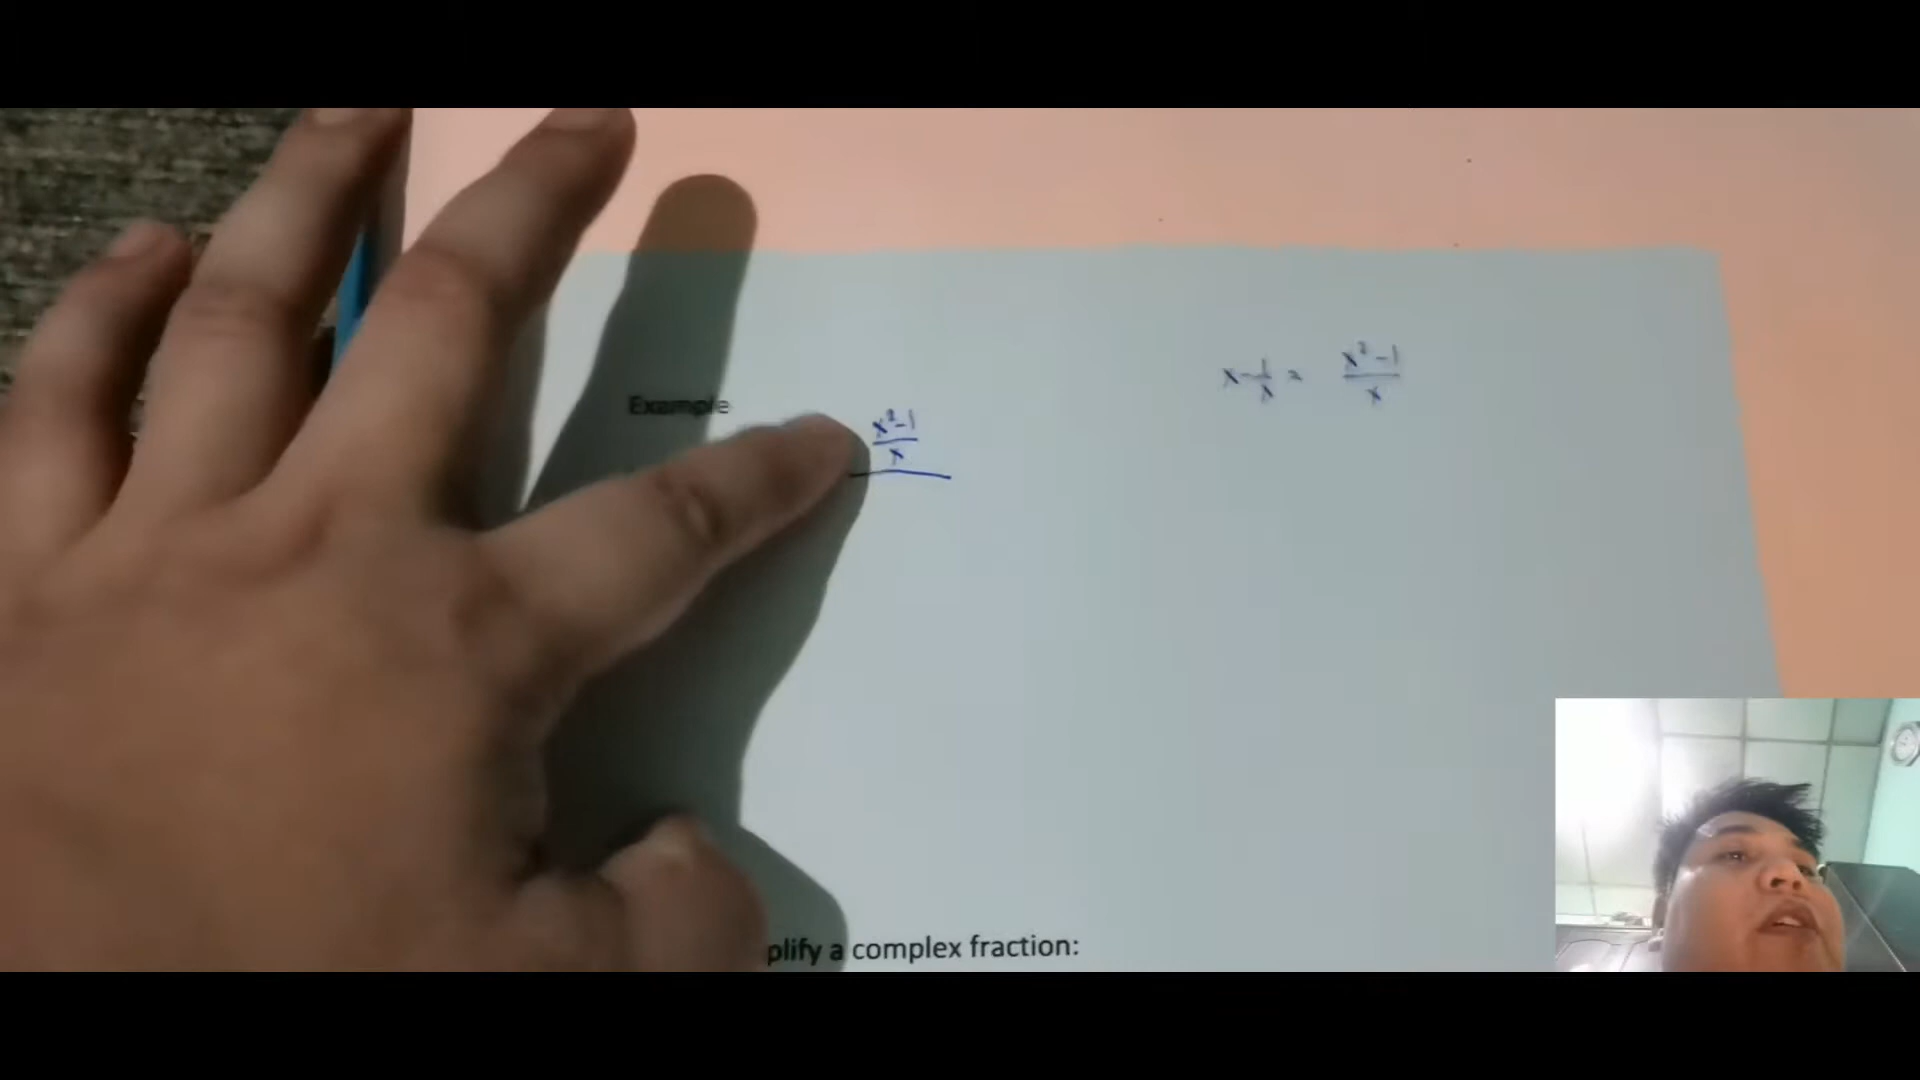 x - 1/x = (x² - 1)/x
Example
(x² - 1)/x
plify a complex fraction: